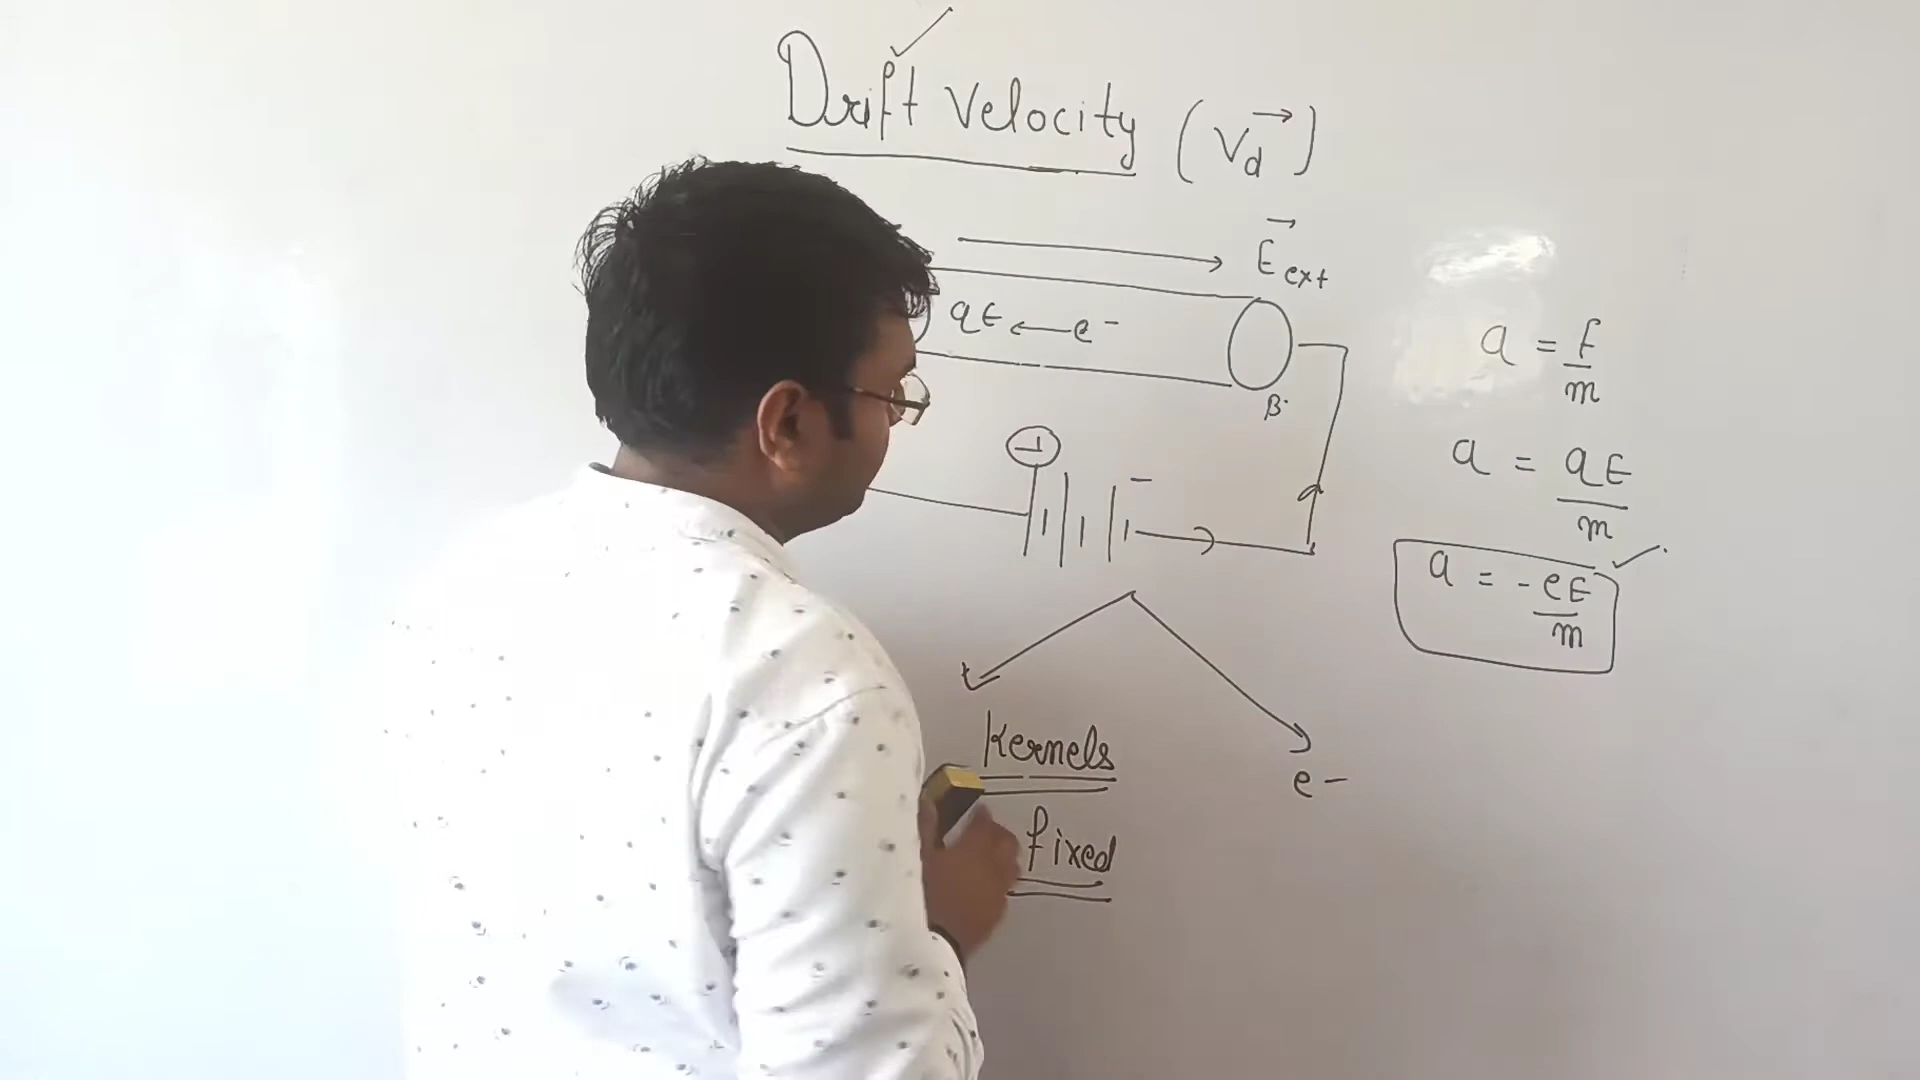 Drift Velocity (V⃗d)
E⃗ext
qE ← e-
B
a = F/m
+
-
a = qE/m
a = -eE/m
Kernels
e-
fixed